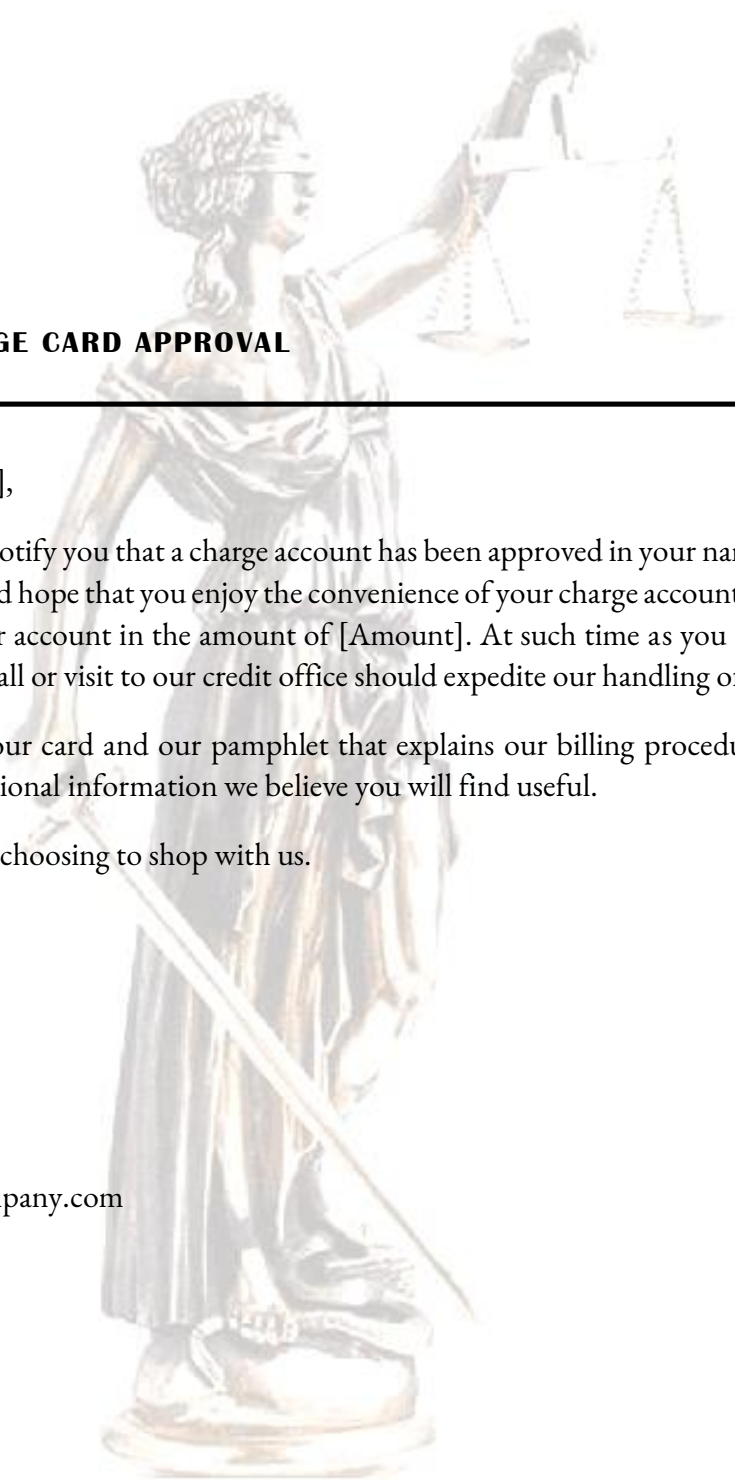 GE CARD APPROVAL
],
otify you that a charge account has been approved in your nam
d hope that you enjoy the convenience of your charge account
r account in the amount of [Amount]. At such time as you
all or visit to our credit office should expedite our handling o
our card and our pamphlet that explains our billing procedu
ional information we believe you will find useful.
choosing to shop with us.
pany.com